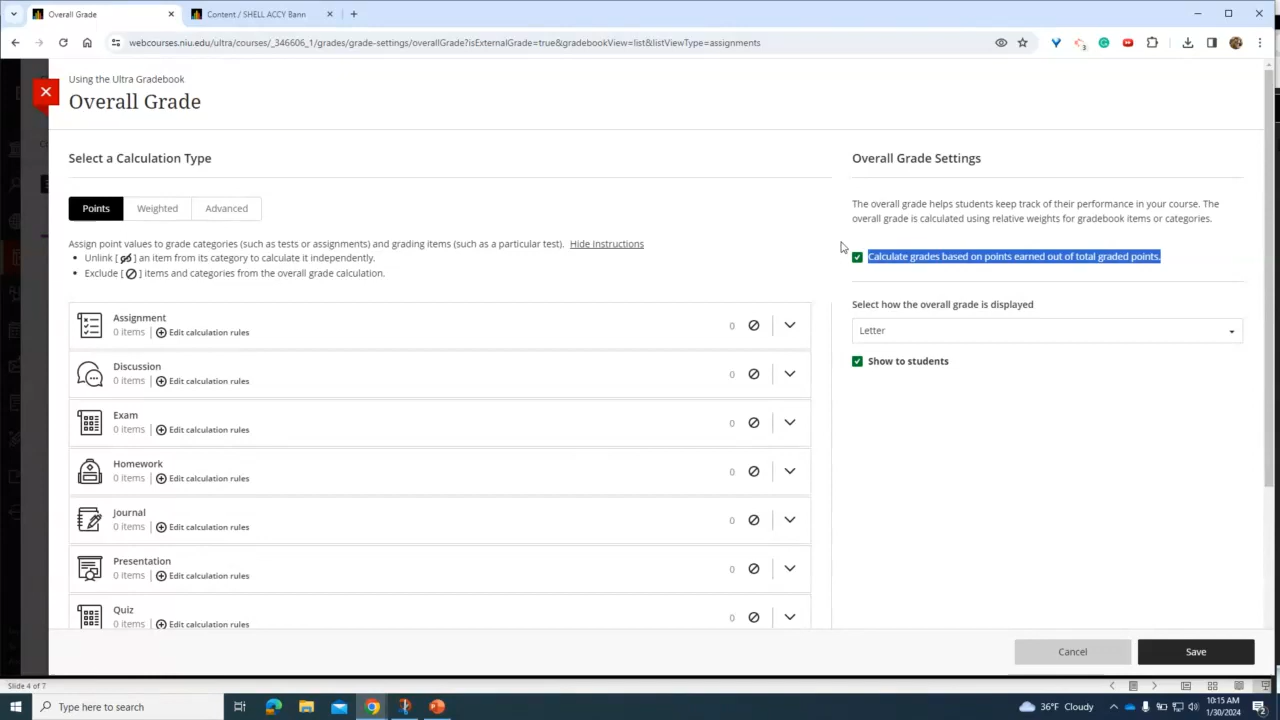 Overall Grade
Content / SHELL ACCY Bann
webcourses.niu.edu/ultra/courses/_346606_1/grades/grade-settings/overallGrade?isExternalGrade=true&gradebookView=list&listViewType=assignments
3
Using the Ultra Gradebook
Overall Grade
Select a Calculation Type
Points
Weighted
Advanced
Assign point values to grade categories (such as tests or assignments) and grading items (such as a particular test). Hide Instructions
Unlink [ ] an item from its category to calculate it independently.
Exclude [ ] items and categories from the overall grade calculation.
Assignment
0 items | Edit calculation rules
0
Discussion
0 items | Edit calculation rules
0
Exam
0 items | Edit calculation rules
0
Homework
0 items | Edit calculation rules
0
Journal
0 items | Edit calculation rules
0
Presentation
0 items | Edit calculation rules
0
Quiz
0 items | Edit calculation rules
0
Overall Grade Settings
The overall grade helps students keep track of their performance in your course. The
overall grade is calculated using relative weights for gradebook items or categories.
Calculate grades based on points earned out of total graded points.
Select how the overall grade is displayed
Letter
Show to students
Cancel
Save
Slide 4 of 7
Type here to search
36°F Cloudy
10:15 AM
1/30/2024
2